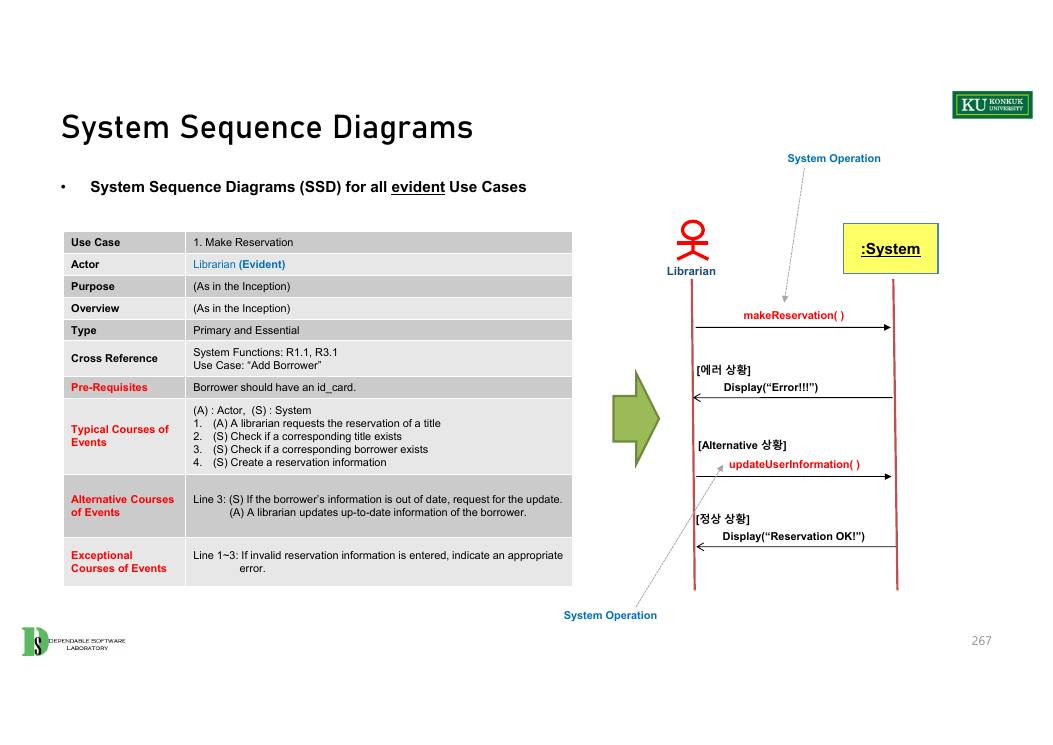 KU KONKUK
UNIVERSITY
System Sequence Diagrams
• System Sequence Diagrams (SSD) for all evident Use Cases
Use Case 1. Make Reservation
Actor Librarian (Evident)
Purpose (As in the Inception)
Overview (As in the Inception)
Type Primary and Essential
Cross Reference
System Functions: R1.1, R3.1
Use Case: “Add Borrower”
Pre-Requisites Borrower should have an id_card.
Typical Courses of
Events
(A) : Actor, (S) : System
1. (A) A librarian requests the reservation of a title
2. (S) Check if a corresponding title exists
3. (S) Check if a corresponding borrower exists
4. (S) Create a reservation information
Alternative Courses
of Events
Line 3: (S) If the borrower’s information is out of date, request for the update.
(A) A librarian updates up-to-date information of the borrower.
Exceptional
Courses of Events
Line 1~3: If invalid reservation information is entered, indicate an appropriate
error.
System Operation
Librarian
:System
makeReservation( )
[에러 상황]
Display(“Error!!!”)
[Alternative 상황]
updateUserInformation( )
[정상 상황]
Display(“Reservation OK!”)
System Operation
DS DEPENDABLE SOFTWARE
LABORATORY
267